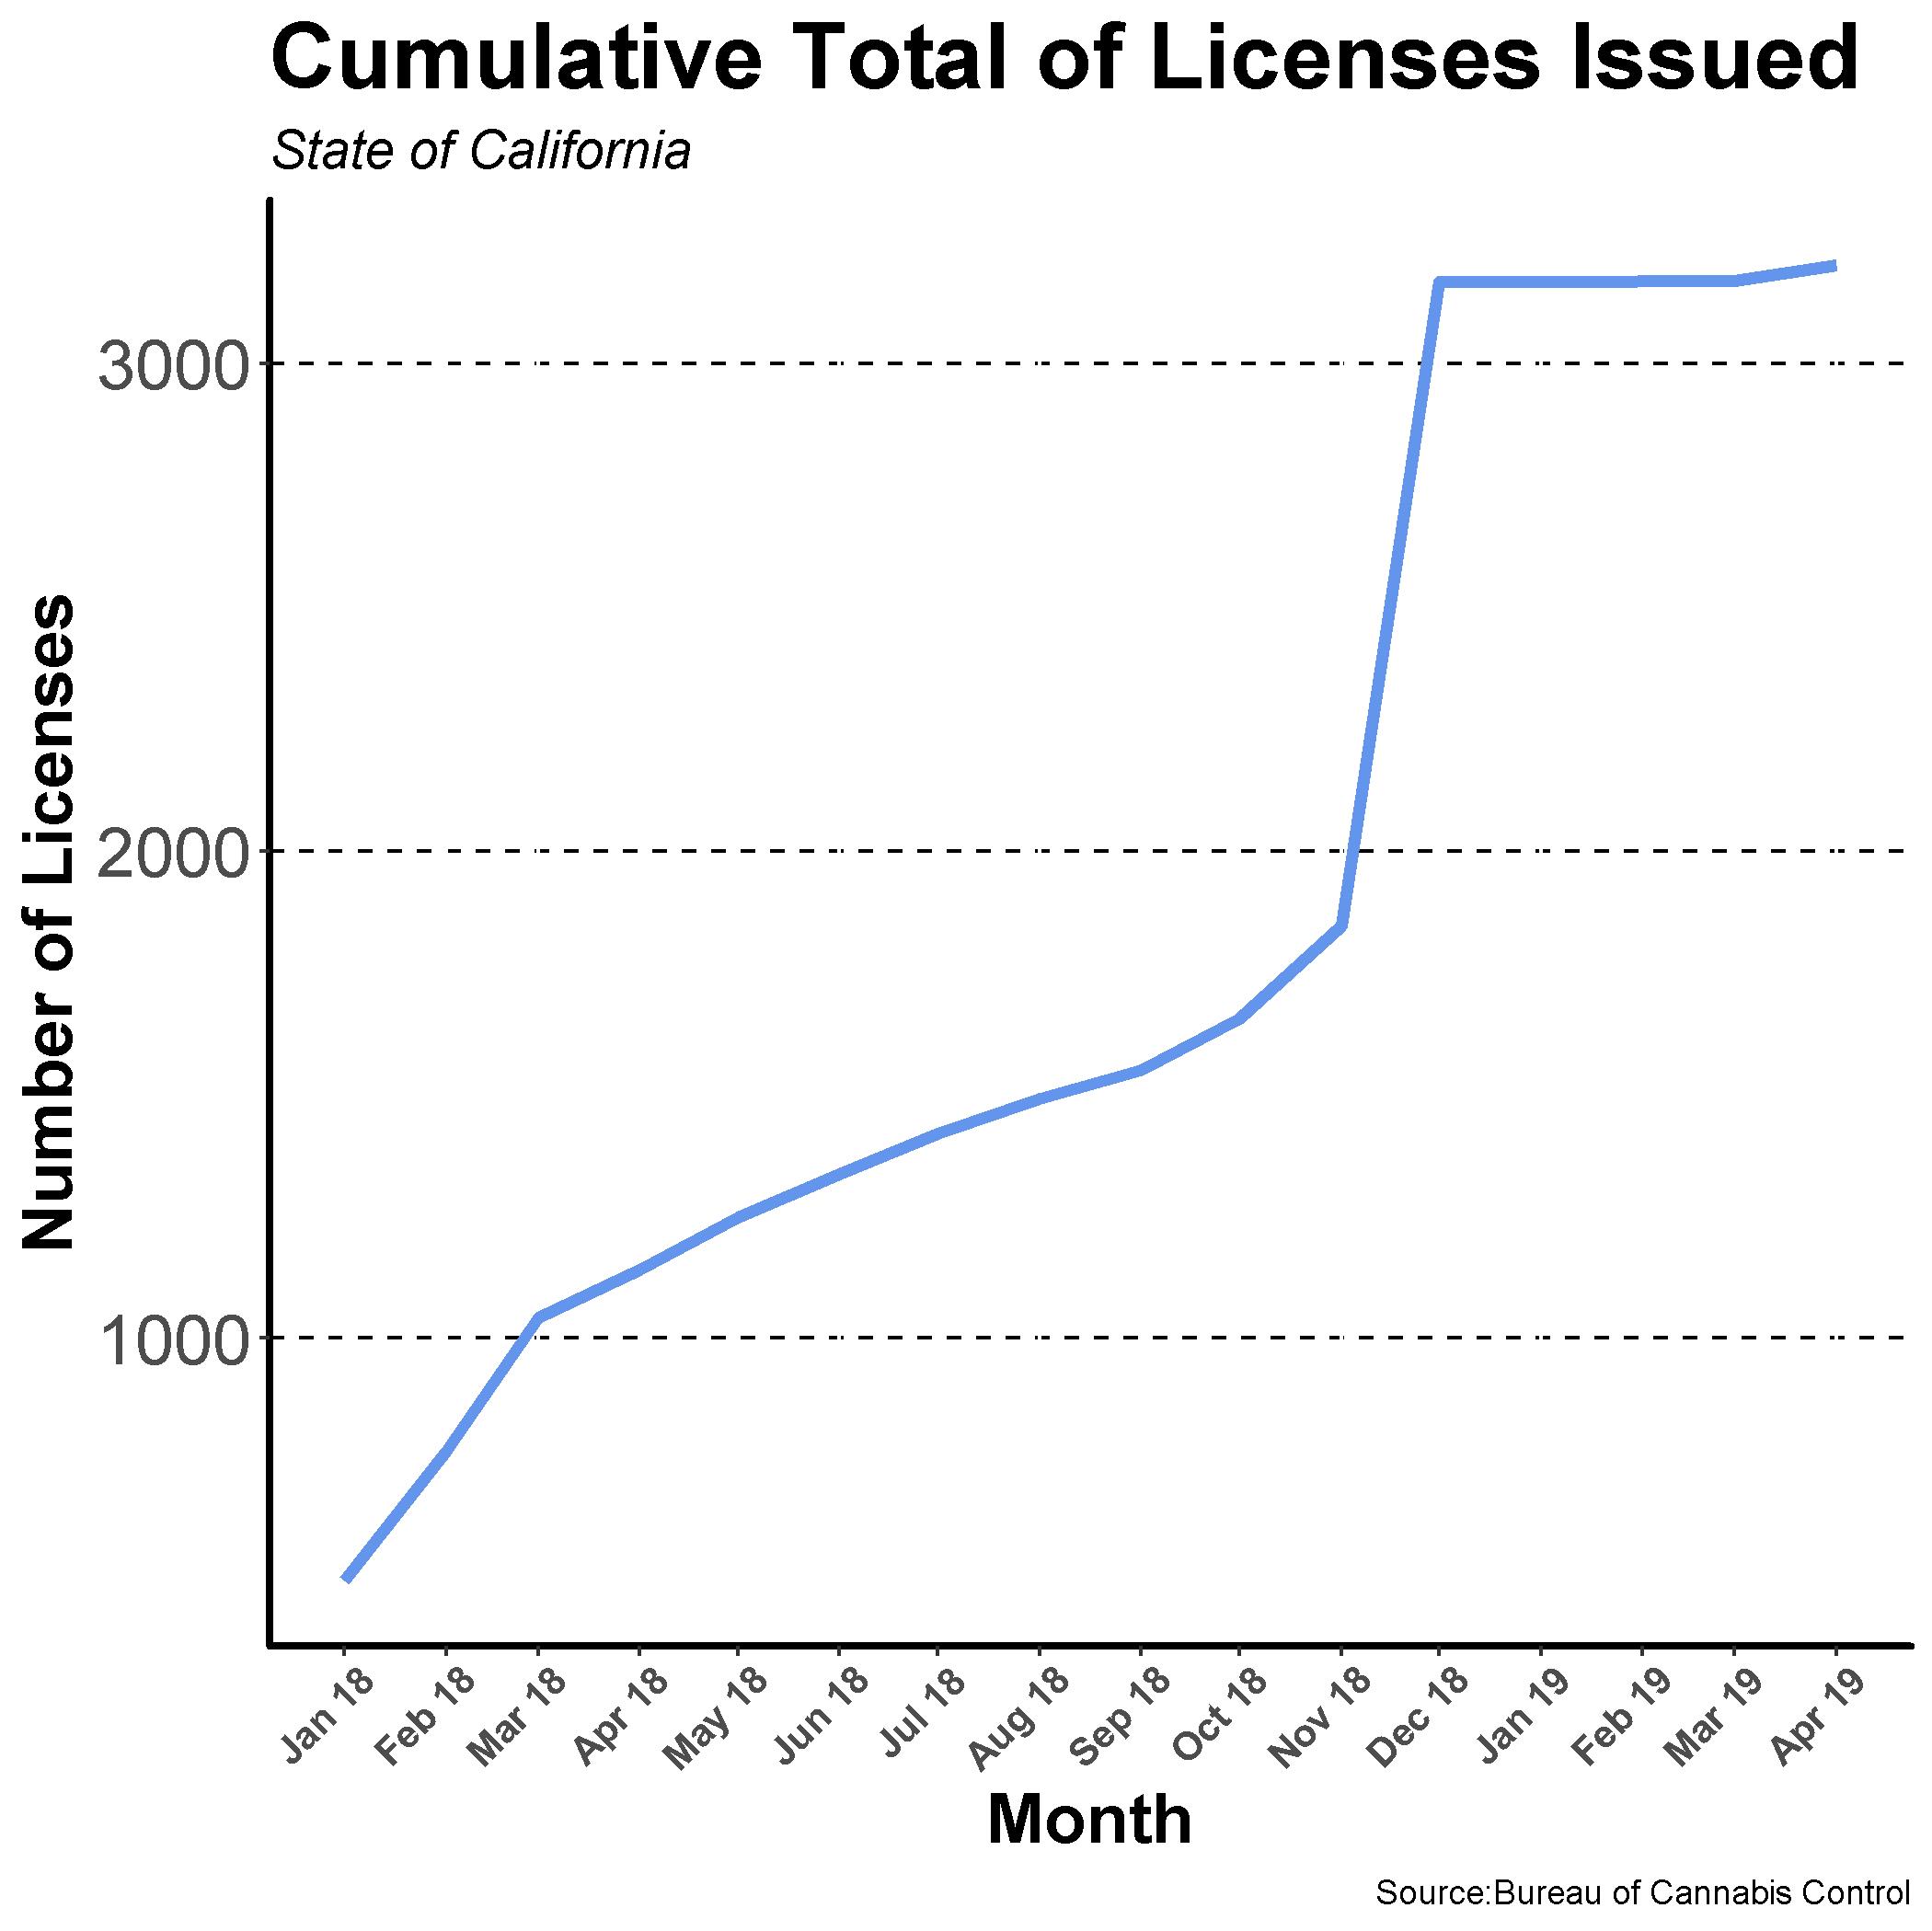 Cumulative Total of Licenses Issued
State of California
Number of Licenses
3000
2000
1000
Jan 18
Feb 18
Mar 18
Apr 18
May 18
Jun 18
Jul 18
Aug 18
Sep 18
Oct 18
Nov 18
Dec 18
Jan 19
Feb 19
Mar 19
Apr 19
Month
Source:Bureau of Cannabis Control